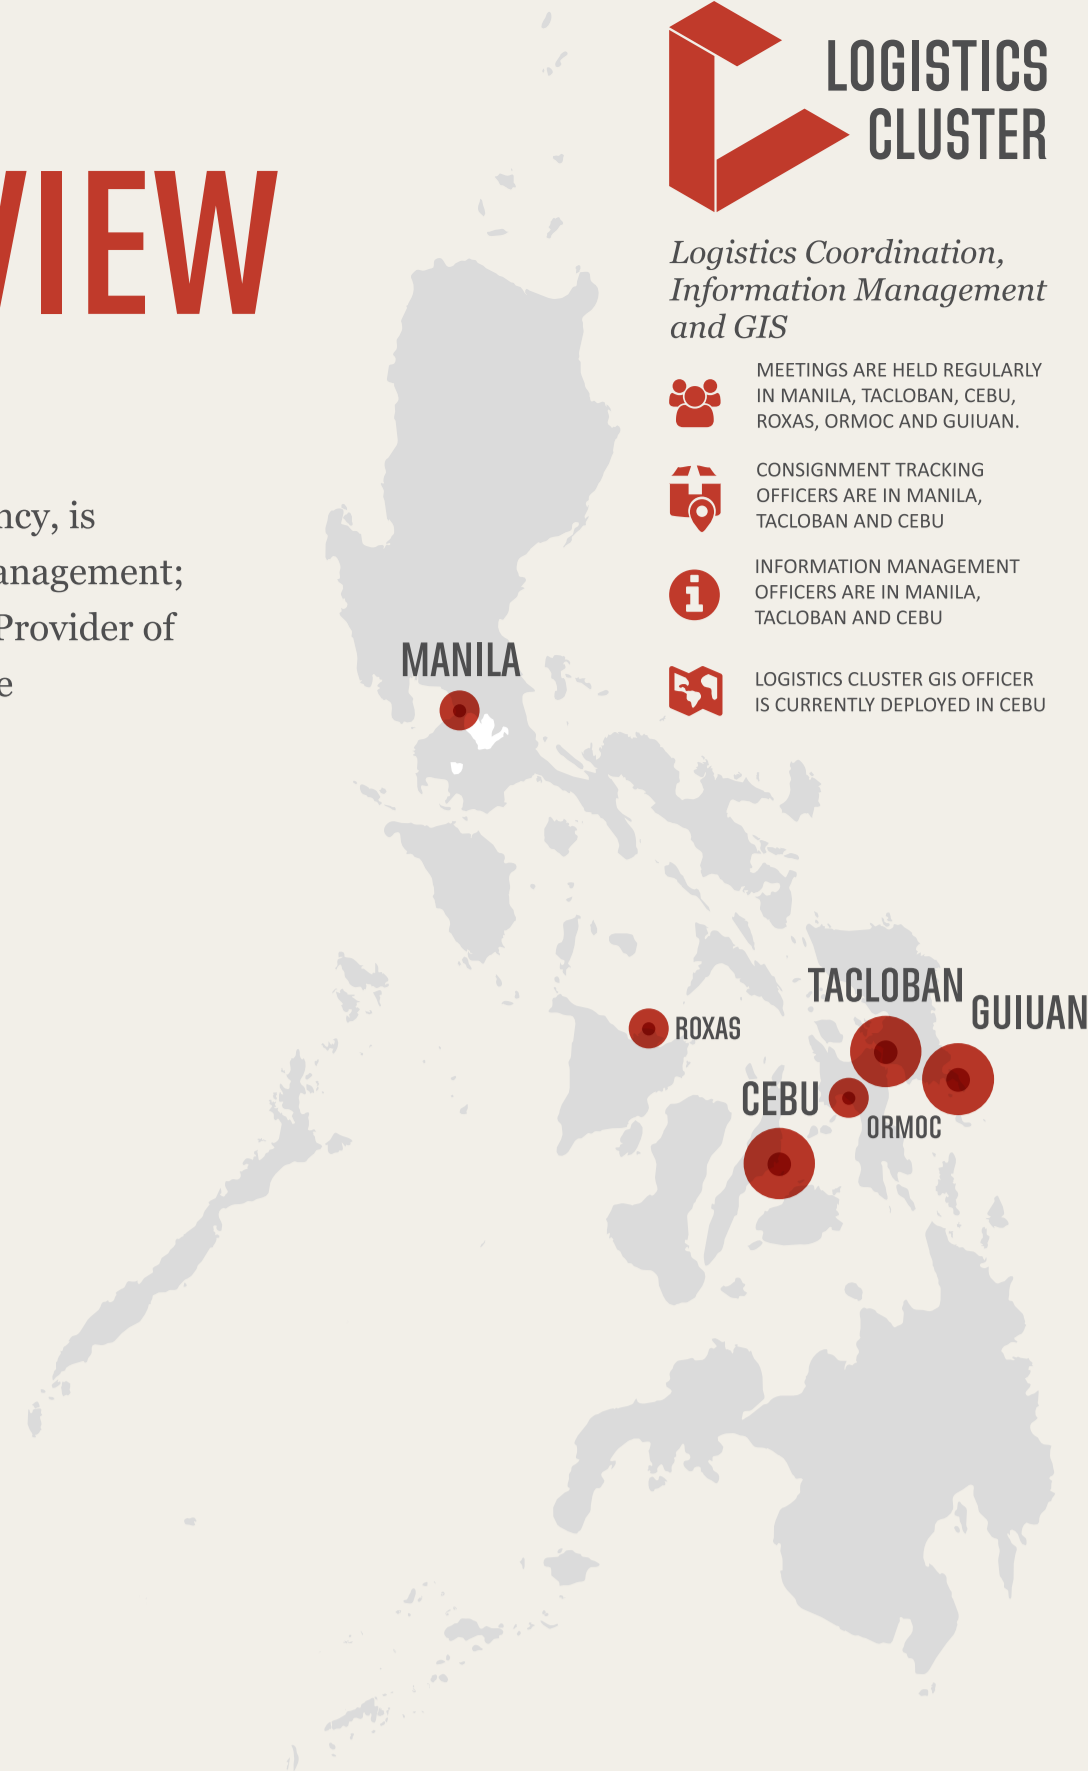 LOGISTICS
CLUSTER
VIEW
Logistics Coordination,
Information Management
and GIS
MEETINGS ARE HELD REGULARLY
IN MANILA, TACLOBAN, CEBU,
ROXAS, ORMOC AND GUIUAN.
CONSIGNMENT TRACKING
OFFICERS ARE IN MANILA,
TACLOBAN AND CEBU
INFORMATION MANAGEMENT
OFFICERS ARE IN MANILA,
TACLOBAN AND CEBU
LOGISTICS CLUSTER GIS OFFICER
IS CURRENTLY DEPLOYED IN CEBU
ncy, is
anagement;
Provider of
e
MANILA
TACLOBAN
GUIUAN
ROXAS
CEBU
ORMOC